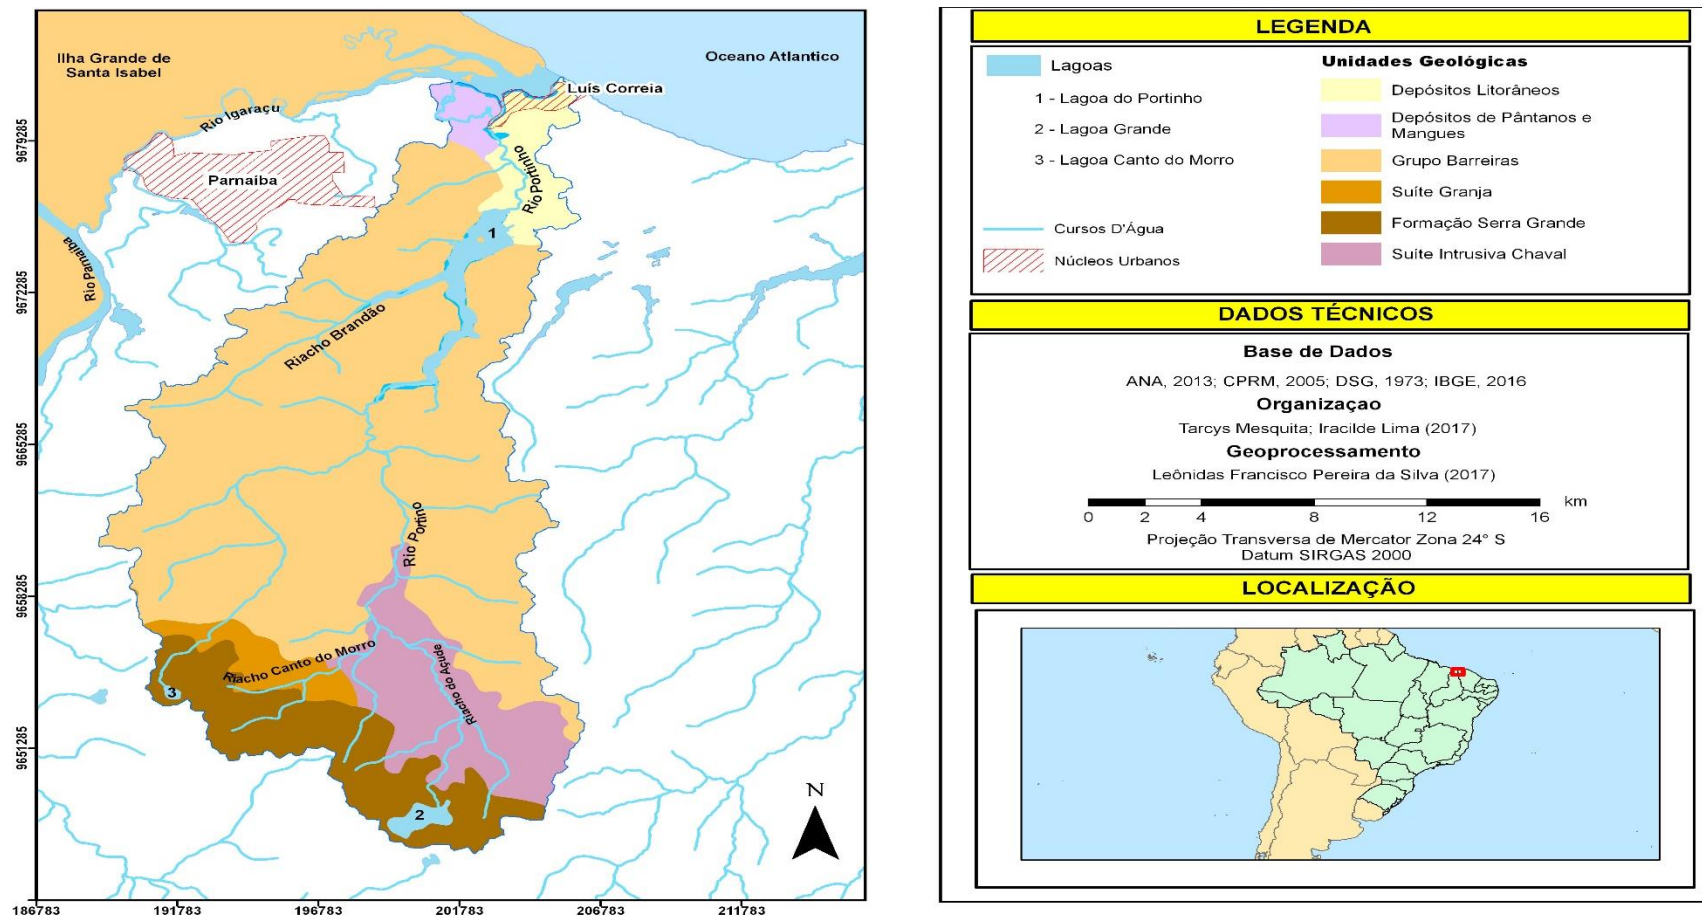 Ilha Grande de
Santa Isabel
Oceano Atlantico
Luís Correia
Rio Igaraçu
Parnaíba
Rio Portinho
Rio Parnaíba
1
Riacho Brandão
Rio Portino
Riacho Canto do Morro
Riacho do Açude
3
2
N
9679285
9672285
9665285
9658285
9651285
186783
191783
196783
201783
206783
211783
LEGENDA
Lagoas
1 - Lagoa do Portinho
2 - Lagoa Grande
3 - Lagoa Canto do Morro
Cursos D'Água
Núcleos Urbanos
Unidades Geológicas
Depósitos Litorâneos
Depósitos de Pântanos e
Mangues
Grupo Barreiras
Suíte Granja
Formação Serra Grande
Suíte Intrusiva Chaval
DADOS TÉCNICOS
Base de Dados
ANA, 2013; CPRM, 2005; DSG, 1973; IBGE, 2016
Organizaçao
Tarcys Mesquita; Iracilde Lima (2017)
Geoprocessamento
Leônidas Francisco Pereira da Silva (2017)
km
0 2 4 8 12 16
Projeção Transversa de Mercator Zona 24° S
Datum SIRGAS 2000
LOCALIZAÇÃO